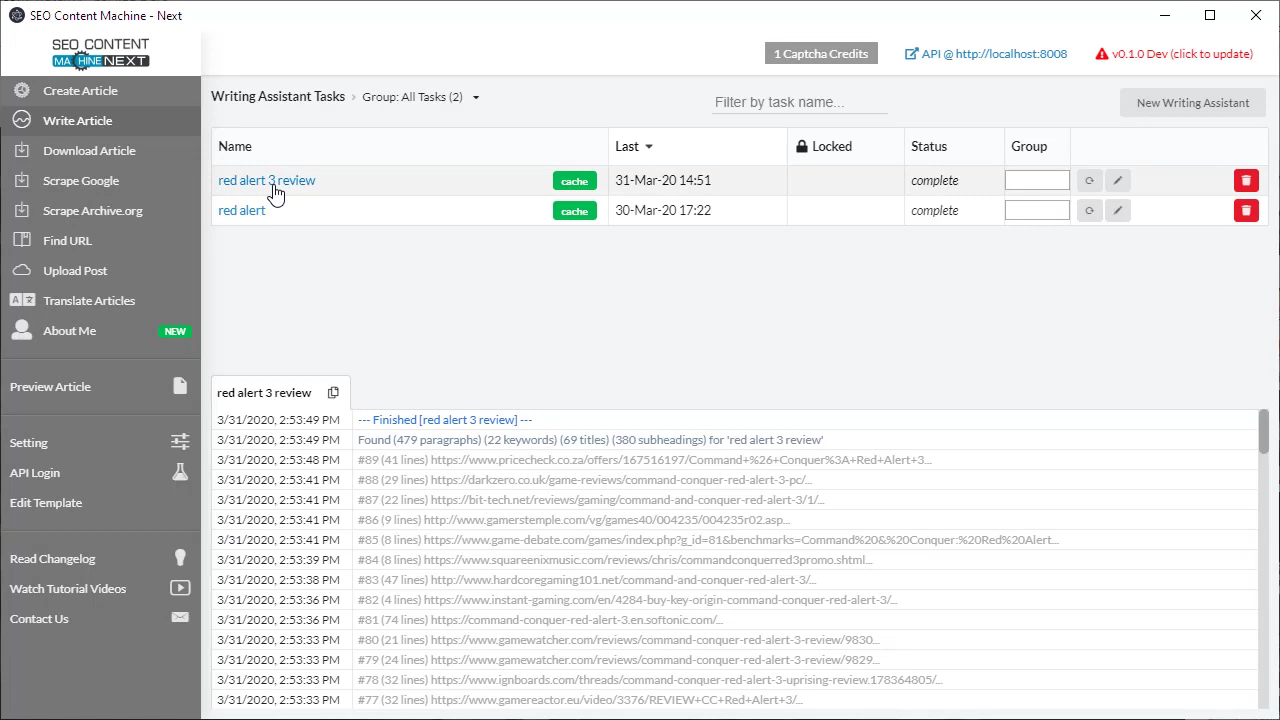 SEO Content Machine - Next
SEO CONTENT
MACHINE NEXT
1 Captcha Credits
API @ http://localhost:8008
v0.1.0 Dev (click to update)
Create Article
Write Article
Download Article
Scrape Google
Scrape Archive.org
Find URL
Upload Post
Translate Articles
About Me NEW
Preview Article
Setting
API Login
Edit Template
Read Changelog
Watch Tutorial Videos
Contact Us
Writing Assistant Tasks > Group: All Tasks (2)
Filter by task name...
New Writing Assistant
Name Last Locked Status Group
red alert 3 review cache 31-Mar-20 14:51 complete
red alert cache 30-Mar-20 17:22 complete
red alert 3 review
3/31/2020, 2:53:49 PM --- Finished [red alert 3 review] ---
3/31/2020, 2:53:49 PM Found (479 paragraphs) (22 keywords) (69 titles) (380 subheadings) for 'red alert 3 review'
3/31/2020, 2:53:48 PM #89 (41 lines) https://www.pricecheck.co.za/offers/167516197/Command+%26+Conquer%3A+Red+Alert+3...
3/31/2020, 2:53:41 PM #88 (29 lines) https://darkzero.co.uk/game-reviews/command-conquer-red-alert-3-pc/...
3/31/2020, 2:53:41 PM #87 (22 lines) https://bit-tech.net/reviews/gaming/command-and-conquer-red-alert-3/1/...
3/31/2020, 2:53:41 PM #86 (9 lines) http://www.gamerstemple.com/vg/games40/004235/004235r02.asp...
3/31/2020, 2:53:41 PM #85 (8 lines) https://www.game-debate.com/games/index.php?g_id=81&benchmarks=Command%20&%20Conquer:%20Red%20Alert...
3/31/2020, 2:53:39 PM #84 (8 lines) https://www.squareenixmusic.com/reviews/chris/commandconquerred3promo.shtml...
3/31/2020, 2:53:38 PM #83 (47 lines) http://www.hardcoregaming101.net/command-and-conquer-red-alert-3/...
3/31/2020, 2:53:36 PM #82 (4 lines) https://www.instant-gaming.com/en/4284-buy-key-origin-command-conquer-red-alert-3/...
3/31/2020, 2:53:36 PM #81 (74 lines) https://command-conquer-red-alert-3.en.softonic.com/...
3/31/2020, 2:53:33 PM #80 (21 lines) https://www.gamewatcher.com/reviews/command-conquer-red-alert-3-review/9830...
3/31/2020, 2:53:33 PM #79 (24 lines) https://www.gamewatcher.com/reviews/command-conquer-red-alert-3-review/9829...
3/31/2020, 2:53:33 PM #78 (32 lines) https://www.ignboards.com/threads/command-conquer-red-alert-3-uprising-review.178364805/...
3/31/2020, 2:53:33 PM #77 (32 lines) https://www.gamereactor.eu/video/3376/REVIEW+CC+Red+Alert+3/...